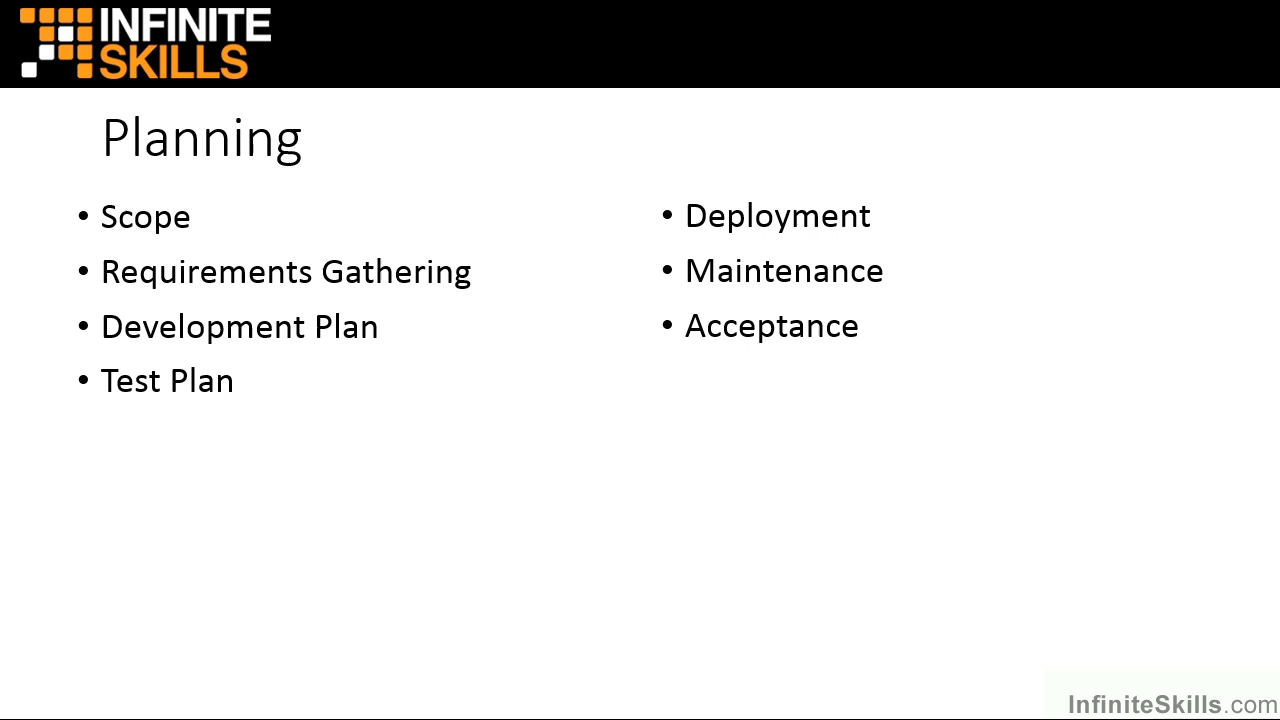 INFINITE
SKILLS
Planning
• Scope
• Requirements Gathering
• Development Plan
• Test Plan
• Deployment
• Maintenance
• Acceptance
InfiniteSkills.com